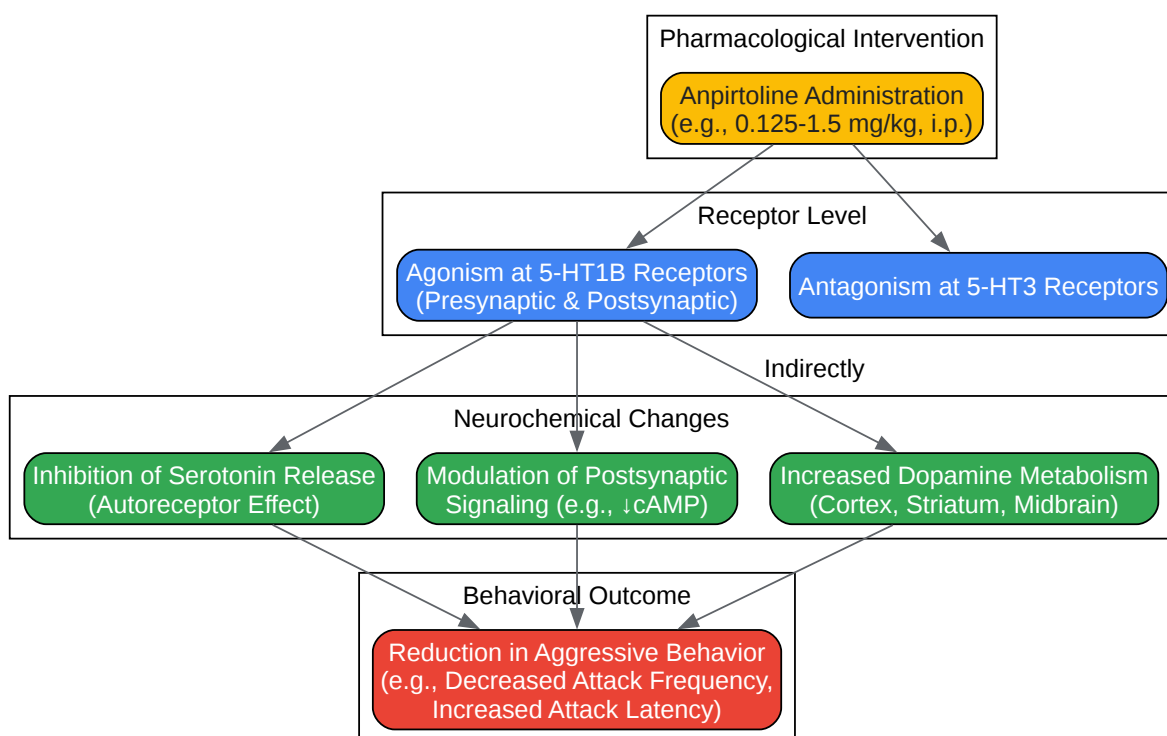 Pharmacological Intervention
Anpirtoline Administration
(e.g., 0.125-1.5 mg/kg, i.p.)
Receptor Level
Agonism at 5-HT1B Receptors
(Presynaptic & Postsynaptic)
Antagonism at 5-HT3 Receptors
Indirectly
Neurochemical Changes
Inhibition of Serotonin Release
(Autoreceptor Effect)
Modulation of Postsynaptic
Signaling (e.g., ↓cAMP)
Increased Dopamine Metabolism
(Cortex, Striatum, Midbrain)
Behavioral Outcome
Reduction in Aggressive Behavior
(e.g., Decreased Attack Frequency,
Increased Attack Latency)